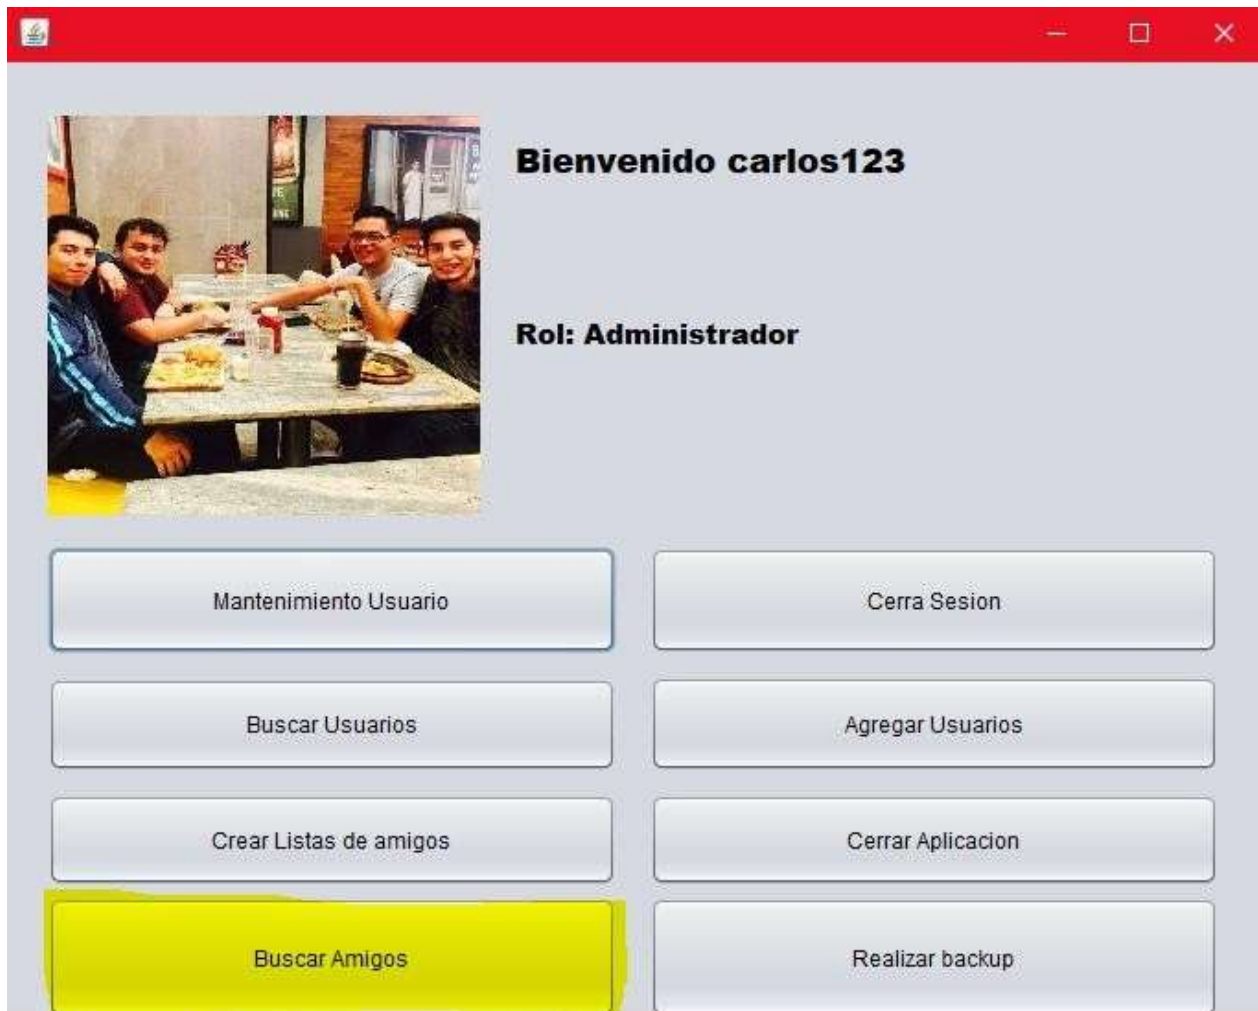 Bienvenido carlos123
Rol: Administrador
Mantenimiento Usuario
Cerra Sesion
Buscar Usuarios
Agregar Usuarios
Crear Listas de amigos
Cerrar Aplicacion
Buscar Amigos
Realizar backup